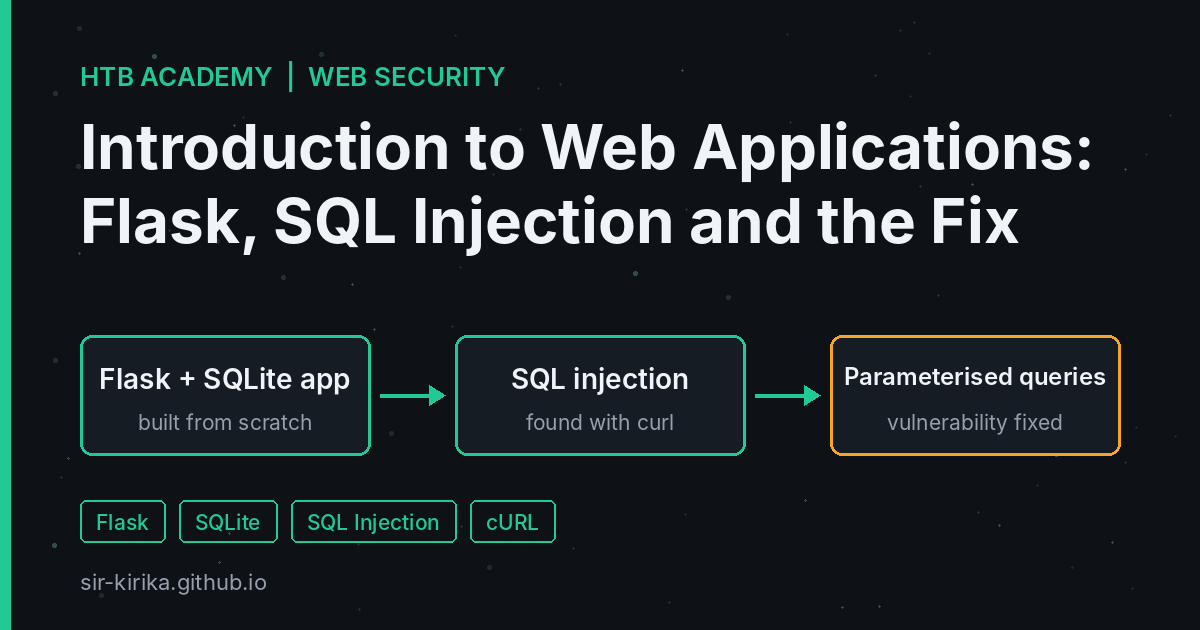 HTB ACADEMY | WEB SECURITY
Introduction to Web Applications:
Flask, SQL Injection and the Fix
Flask + SQLite app
built from scratch
SQL injection
found with curl
Parameterised queries
vulnerability fixed
Flask
SQLite
SQL Injection
cURL
sir-kirika.github.io